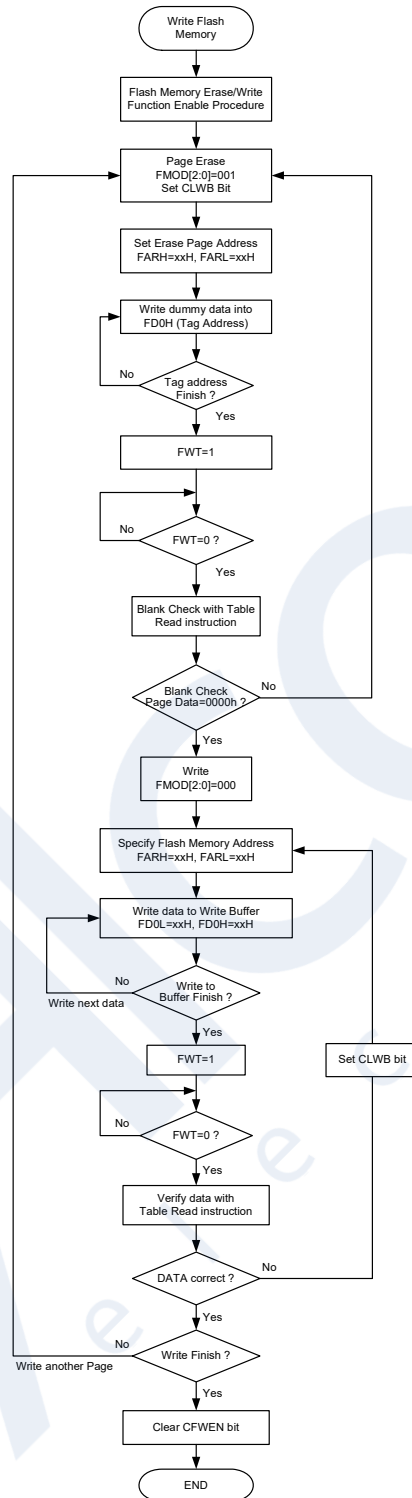 Write Flash
Memory
Flash Memory Erase/Write
Function Enable Procedure
Page Erase
FMOD[2:0]=001
Set CLWB Bit
Set Erase Page Address
FARH=xxH, FARL=xxH
Write dummy data into
FD0H (Tag Address)
No
Tag address
Finish ?
Yes
FWT=1
No
FWT=0 ?
Yes
Blank Check with Table
Read instruction
Blank Check
Page Data=0000h ?
No
Yes
Write
FMOD[2:0]=000
Specify Flash Memory Address
FARH=xxH, FARL=xxH
Write data to Write Buffer
FD0L=xxH, FD0H=xxH
No
Write next data
Write to
Buffer Finish ?
Yes
FWT=1
Set CLWB bit
No
FWT=0 ?
Yes
Verify data with
Table Read instruction
DATA correct ?
No
Yes
No
Write another Page
Write Finish ?
Yes
Clear CFWEN bit
END